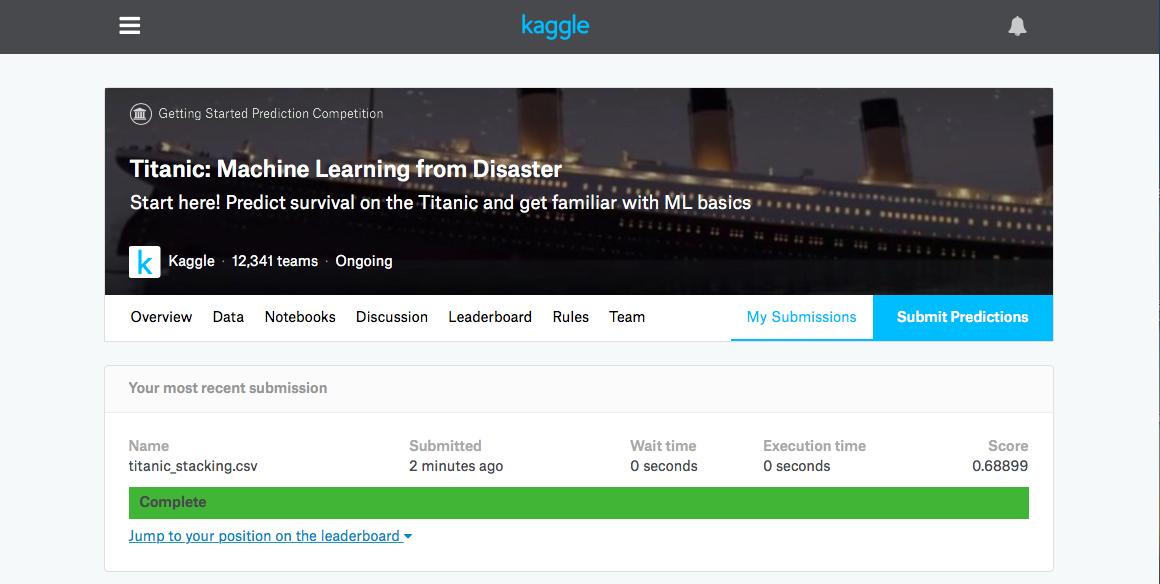 kaggle
Getting Started Prediction Competition
Titanic: Machine Learning from Disaster
Start here! Predict survival on the Titanic and get familiar with ML basics
k Kaggle · 12,341 teams · Ongoing
Overview Data Notebooks Discussion Leaderboard Rules Team My Submissions Submit Predictions
Your most recent submission
Name Submitted Wait time Execution time Score
titanic_stacking.csv 2 minutes ago 0 seconds 0 seconds 0.68899
Complete
Jump to your position on the leaderboard